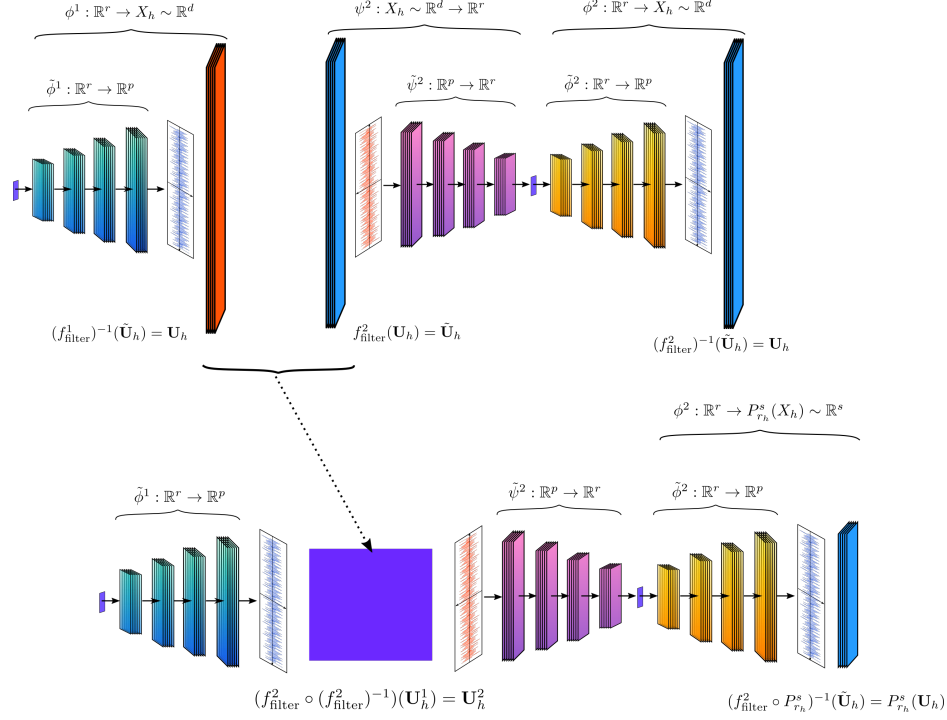 ϕ¹ : ℝʳ → X_h ∼ ℝᵈ
ψ² : X_h ∼ ℝᵈ → ℝʳ
ϕ² : ℝʳ → X_h ∼ ℝᵈ
ϕ̃¹ : ℝʳ → ℝᵖ
ψ̃² : ℝᵖ → ℝʳ
ϕ̃² : ℝʳ → ℝᵖ
(f¹_filter)⁻¹(Ũ_h) = U_h
f²_filter(U_h) = Ũ_h
(f²_filter)⁻¹(Ũ_h) = U_h
ϕ² : ℝʳ → Pˢ_{r_h}(X_h) ∼ ℝˢ
ϕ̃¹ : ℝʳ → ℝᵖ
ψ̃² : ℝᵖ → ℝʳ
ϕ̃² : ℝʳ → ℝᵖ
(f²_filter ∘ (f²_filter)⁻¹)(U¹_h) = U²_h
(f²_filter ∘ Pˢ_{r_h})⁻¹(Ũ_h) = Pˢ_{r_h}(U_h)